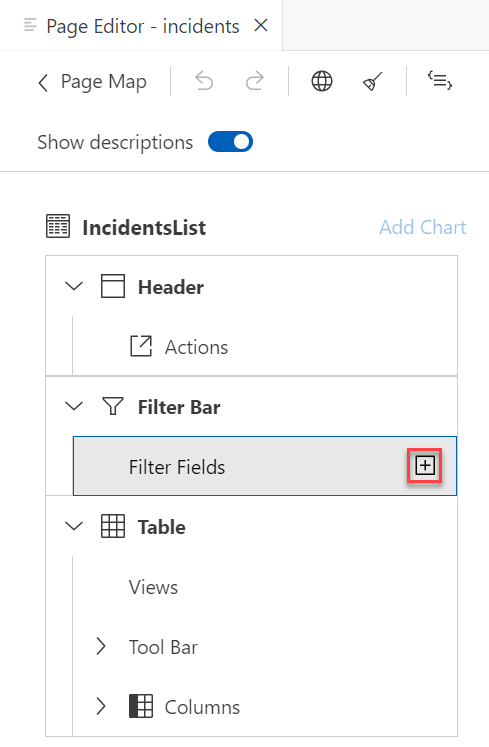 Page Editor - incidents
Page Map
Show descriptions
IncidentsList Add Chart
Header
Actions
Filter Bar
Filter Fields
Table
Views
Tool Bar
Columns